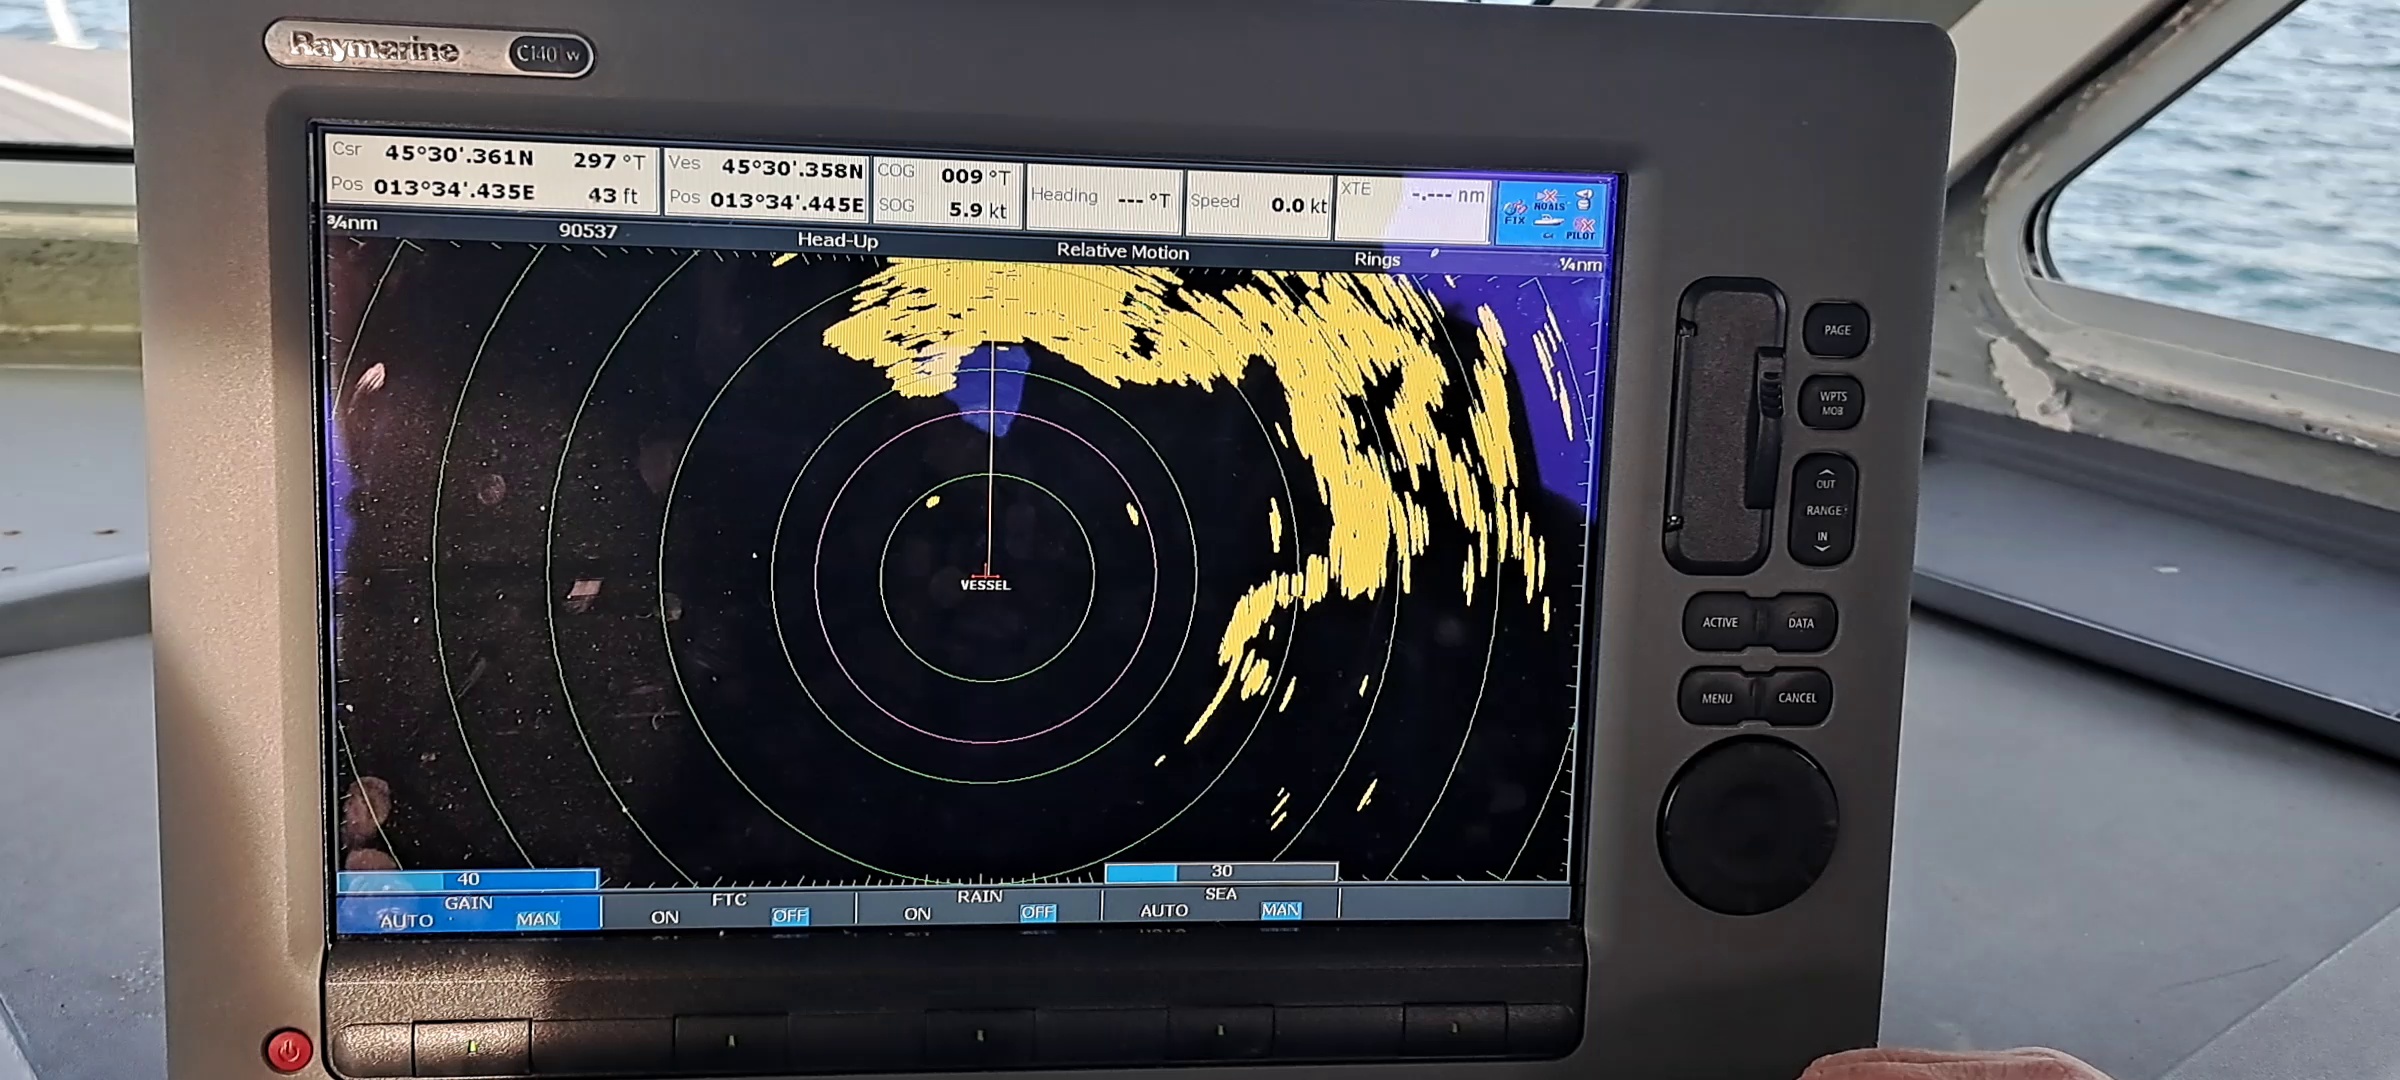 Raymarine C140 w
Csr 45°30'.361N 297 °T
Pos 013°34'.435E 43 ft
Ves 45°30'.358N
Pos 013°34'.445E
COG 009 °T
SOG 5.9 kt
Heading --- °T
Speed 0.0 kt
XTE -.--- nm
NOAIS
FIX
PILOT
¾nm 90537 Head-Up Relative Motion Rings ¼nm
VESSEL
40
GAIN
AUTO MAN
FTC
ON OFF
RAIN
ON OFF
30
SEA
AUTO MAN
PAGE
WPTS
MOB
OUT
RANGE
IN
ACTIVE
DATA
MENU
CANCEL